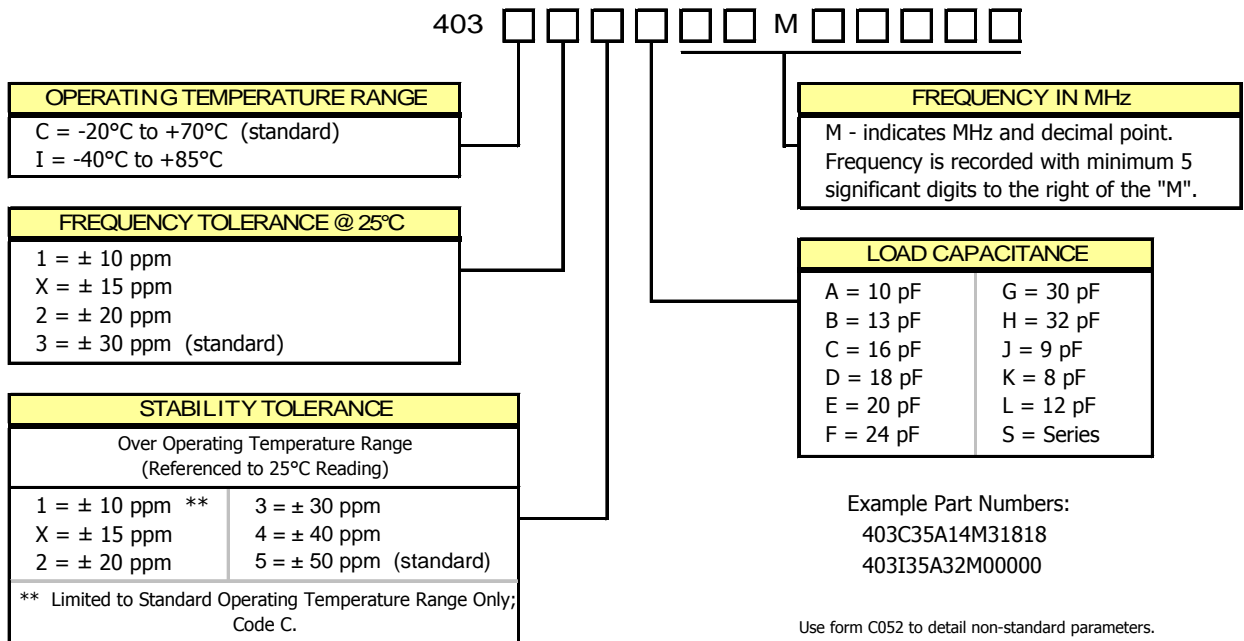 403 □ □ □ □ □ □ M □ □ □ □ □
OPERATING TEMPERATURE RANGE
C = -20°C to +70°C (standard)
I = -40°C to +85°C
FREQUENCY TOLERANCE @ 25°C
1 = ± 10 ppm
X = ± 15 ppm
2 = ± 20 ppm
3 = ± 30 ppm (standard)
STABILITY TOLERANCE
Over Operating Temperature Range
(Referenced to 25°C Reading)
1 = ± 10 ppm **
X = ± 15 ppm
2 = ± 20 ppm
3 = ± 30 ppm
4 = ± 40 ppm
5 = ± 50 ppm (standard)
** Limited to Standard Operating Temperature Range Only;
Code C.
FREQUENCY IN MHz
M - indicates MHz and decimal point.
Frequency is recorded with minimum 5
significant digits to the right of the "M".
LOAD CAPACITANCE
A = 10 pF
B = 13 pF
C = 16 pF
D = 18 pF
E = 20 pF
F = 24 pF
G = 30 pF
H = 32 pF
J = 9 pF
K = 8 pF
L = 12 pF
S = Series
Example Part Numbers:
403C35A14M31818
403I35A32M00000
Use form C052 to detail non-standard parameters.